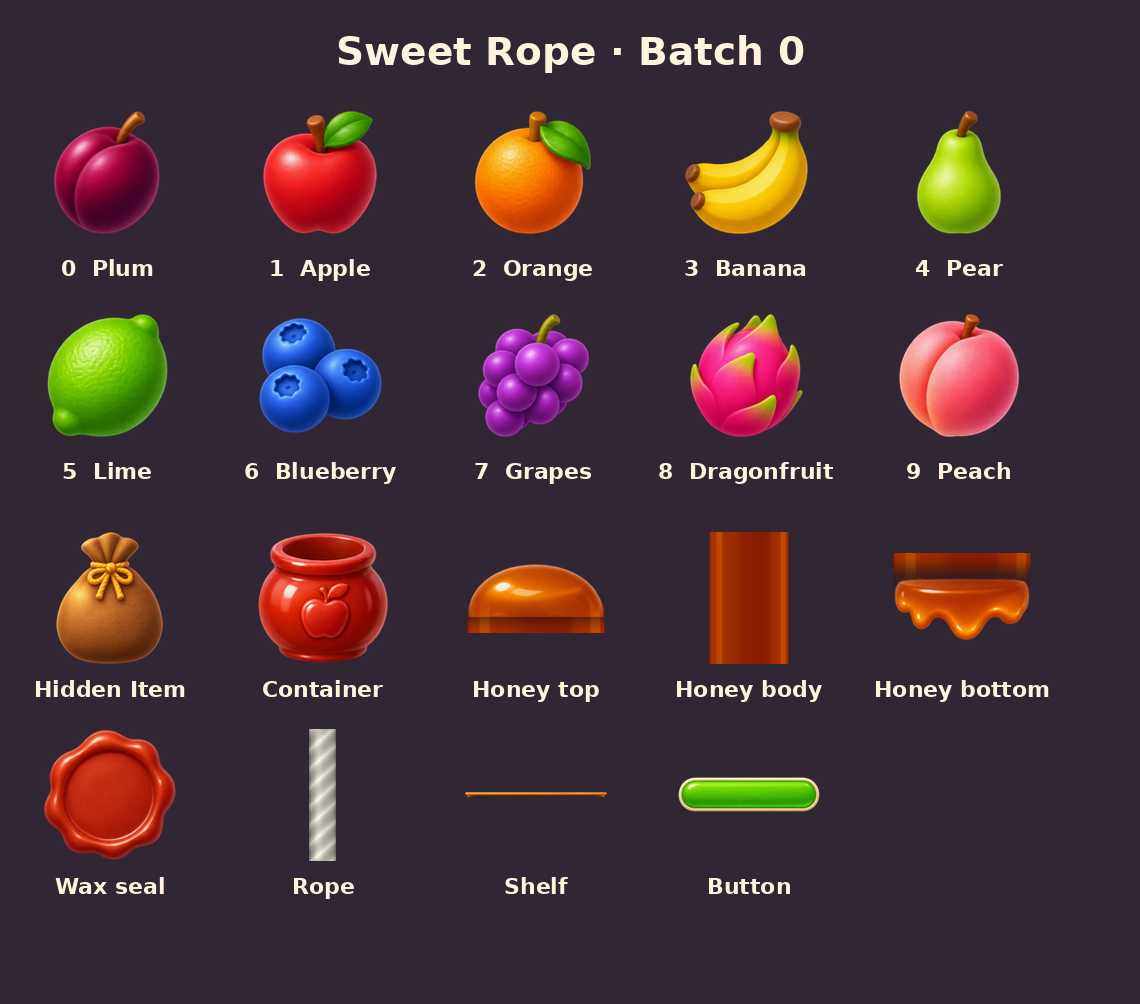 Sweet Rope · Batch 0
0 Plum
1 Apple
2 Orange
3 Banana
4 Pear
5 Lime
6 Blueberry
7 Grapes
8 Dragonfruit
9 Peach
Hidden Item
Container
Honey top
Honey body
Honey bottom
Wax seal
Rope
Shelf
Button